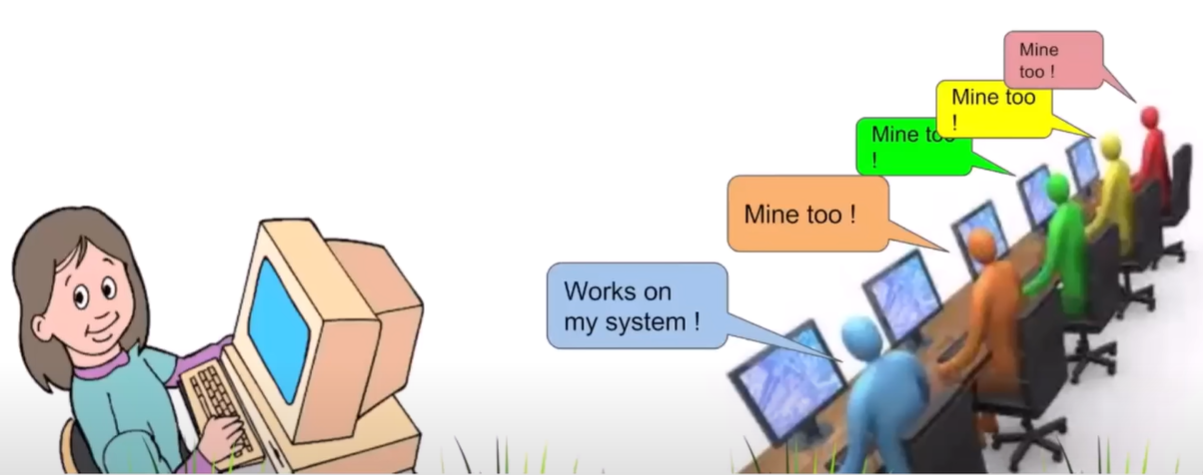 Works on
my system !
Mine too !
Mine too
!
Mine too
!
Mine
too !